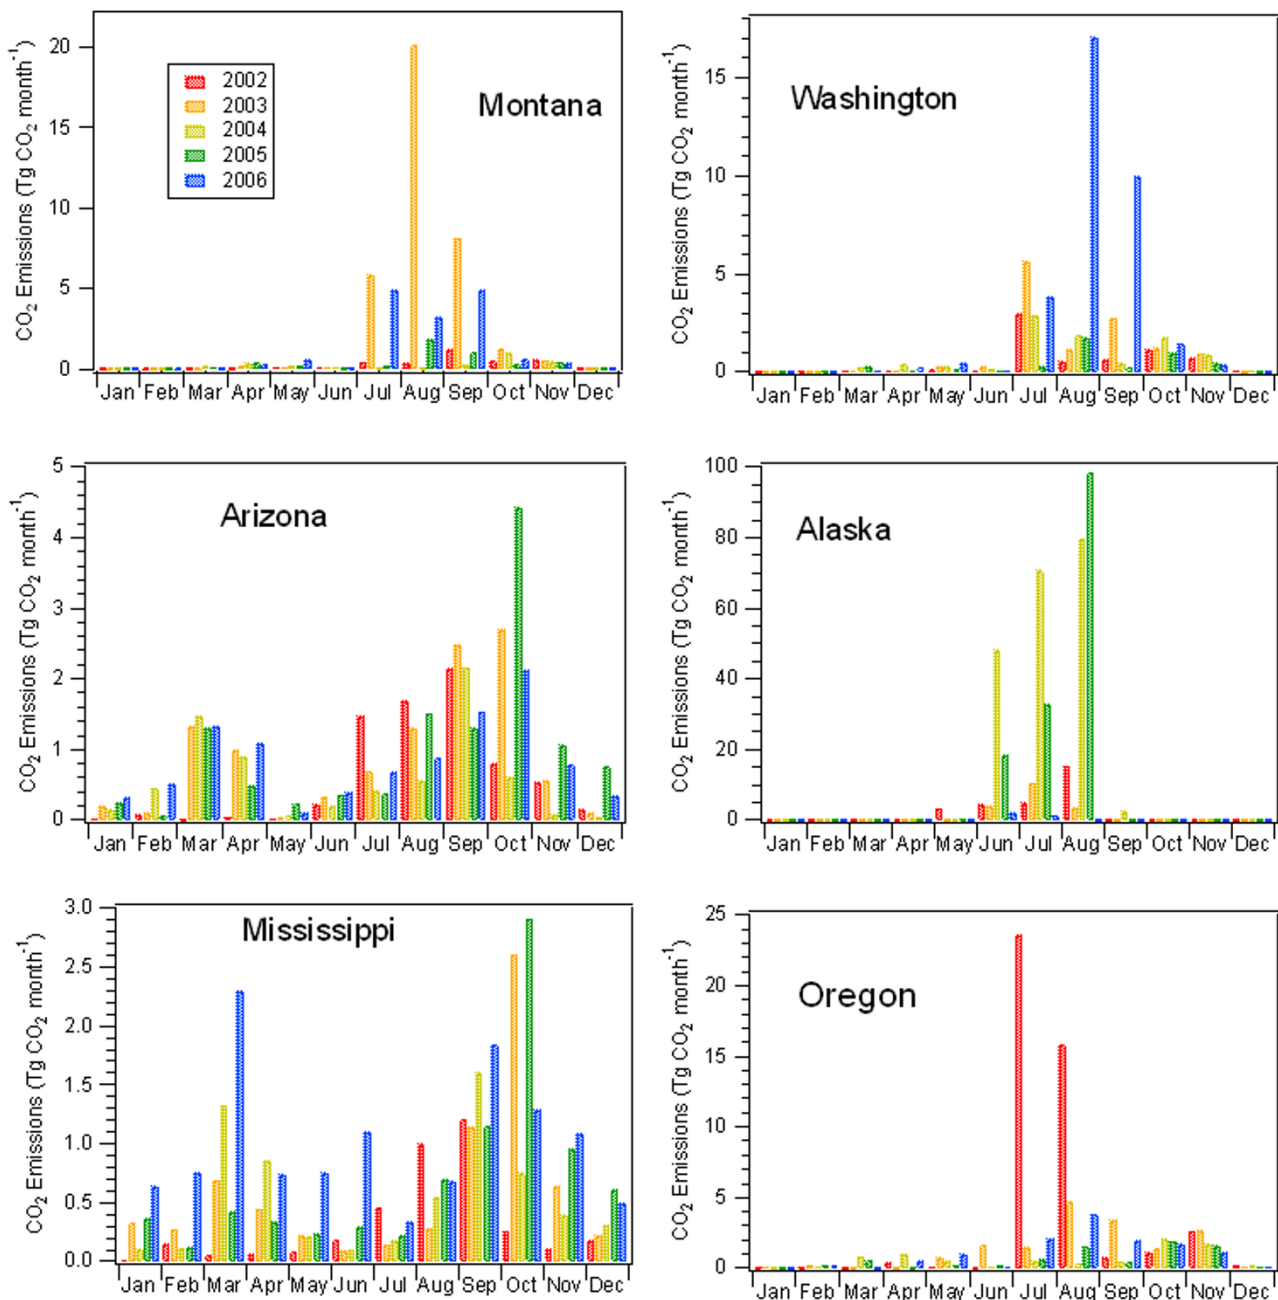 CO2 Emissions (Tg CO2 month-1)
20
15
10
5
0
2002
2003
2004
2005
2006
Montana
Jan Feb Mar Apr May Jun Jul Aug Sep Oct Nov Dec
CO2 Emissions (Tg CO2 month-1)
15
10
5
0
Washington
Jan Feb Mar Apr May Jun Jul Aug Sep Oct Nov Dec
CO2 Emissions (Tg CO2 month-1)
5
4
3
2
1
0
Arizona
Jan Feb Mar Apr May Jun Jul Aug Sep Oct Nov Dec
CO2 Emissions (Tg CO2 month-1)
100
80
60
40
20
0
Alaska
Jan Feb Mar Apr May Jun Jul Aug Sep Oct Nov Dec
CO2 Emissions (Tg CO2 month-1)
3.0
2.5
2.0
1.5
1.0
0.5
0.0
Mississippi
Jan Feb Mar Apr May Jun Jul Aug Sep Oct Nov Dec
CO2 Emissions (Tg CO2 month-1)
25
20
15
10
5
0
Oregon
Jan Feb Mar Apr May Jun Jul Aug Sep Oct Nov Dec